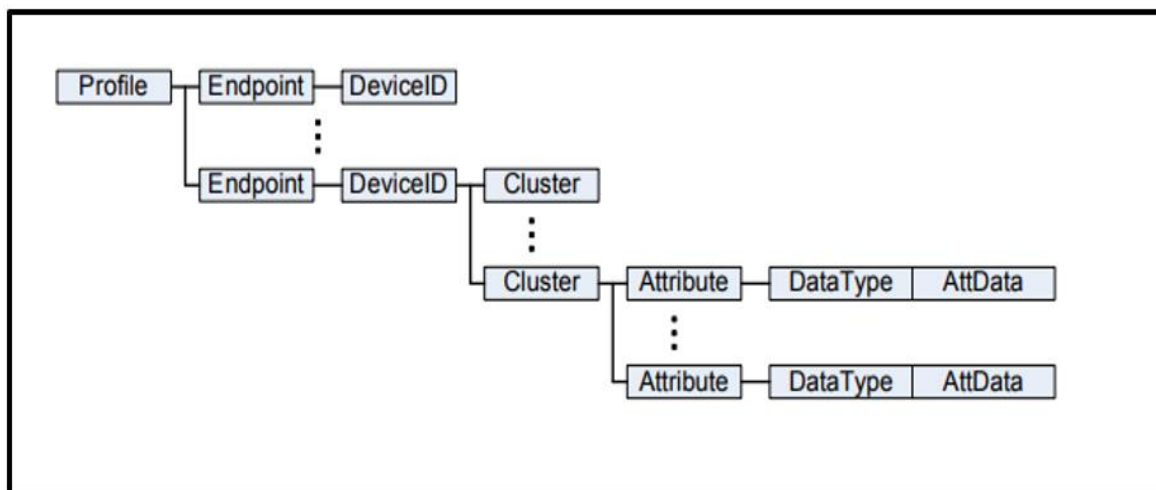 Profile Endpoint DeviceID
Endpoint DeviceID Cluster
Cluster Attribute DataType AttData
Attribute DataType AttData